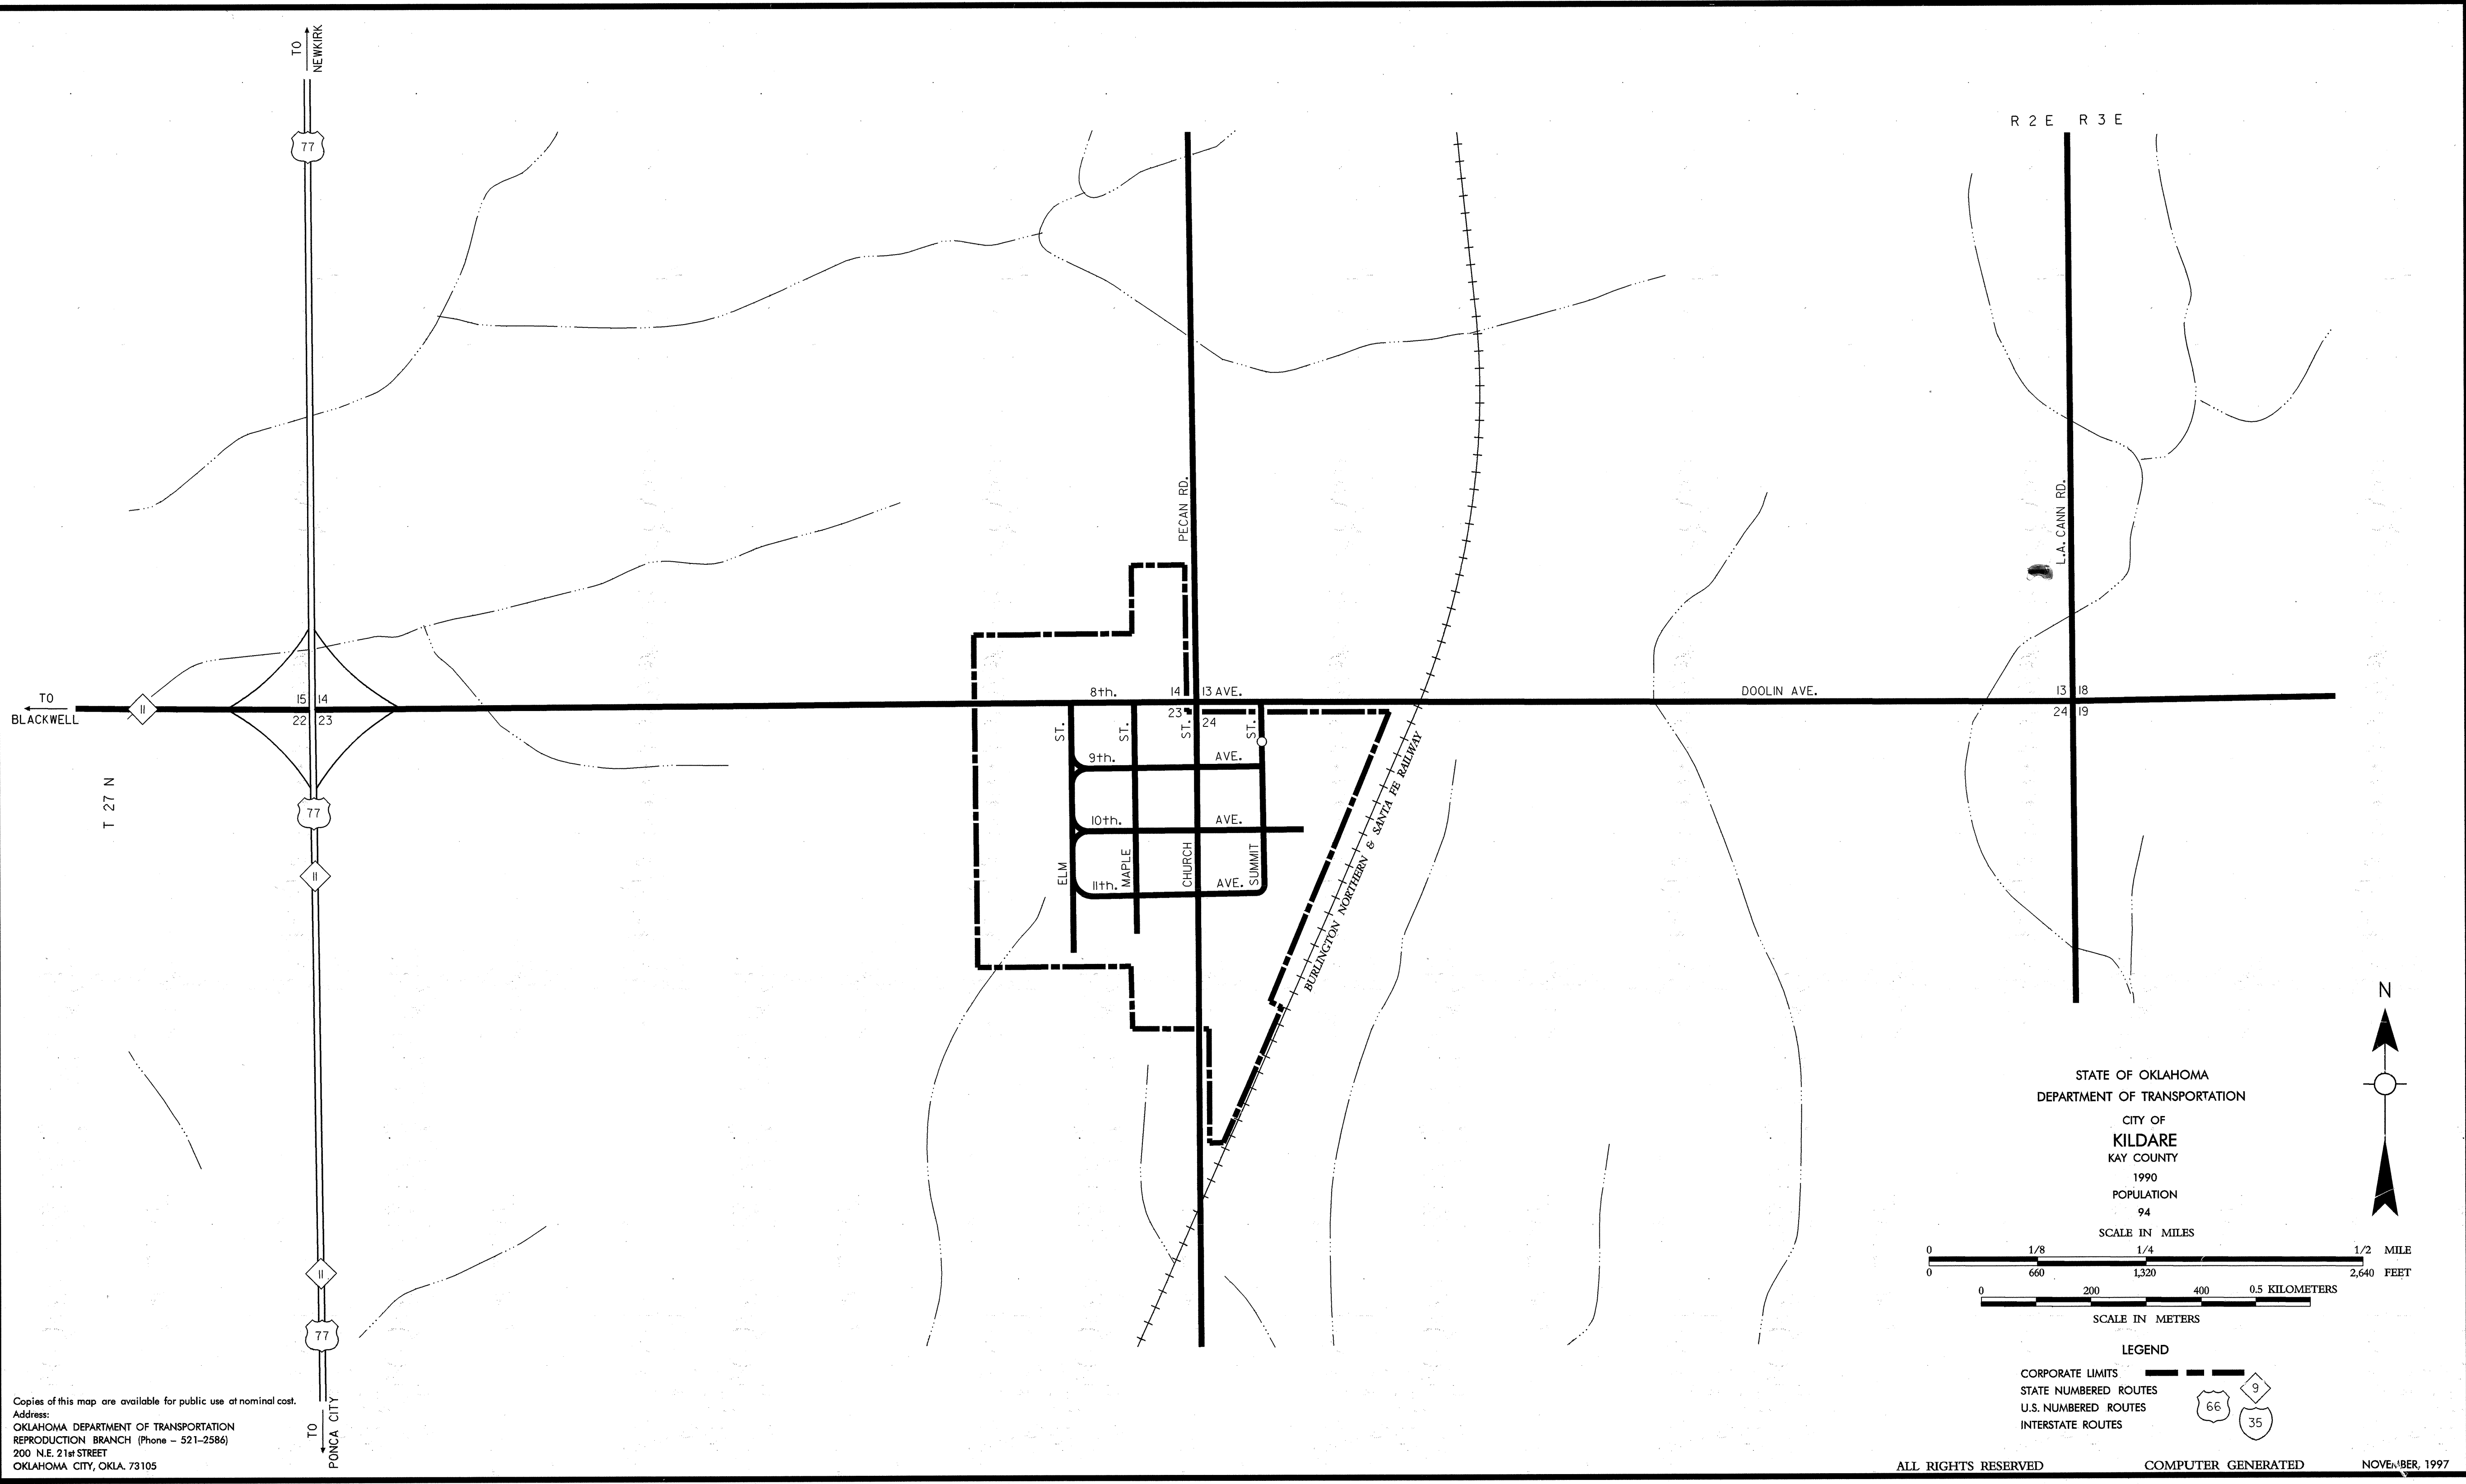 TO
NEWKIRK
77
R 2 E R 3 E
PECAN RD.
L.A. CANN RD.
TO
BLACKWELL
11
15 14
22 23
8th.
14 13 AVE.
23 24
DOOLIN AVE.
13 18
24 19
ST.
ST.
ST.
ST.
9th. AVE.
10th. AVE.
11th. AVE.
ELM
MAPLE
CHURCH
SUMMIT
BURLINGTON NORTHERN & SANTA FE RAILWAY
T 27 N
77
11
11
77
TO
PONCA CITY
N
STATE OF OKLAHOMA
DEPARTMENT OF TRANSPORTATION
CITY OF
KILDARE
KAY COUNTY
1990
POPULATION
94
SCALE IN MILES
0 1/8 1/4 1/2 MILE
0 660 1,320 2,640 FEET
0 200 400 0.5 KILOMETERS
SCALE IN METERS
LEGEND
CORPORATE LIMITS
STATE NUMBERED ROUTES 9
U.S. NUMBERED ROUTES 66
INTERSTATE ROUTES 35
Copies of this map are available for public use at nominal cost.
Address:
OKLAHOMA DEPARTMENT OF TRANSPORTATION
REPRODUCTION BRANCH (Phone – 521–2586)
200 N.E. 21st STREET
OKLAHOMA CITY, OKLA. 73105
ALL RIGHTS RESERVED COMPUTER GENERATED NOVEMBER, 1997